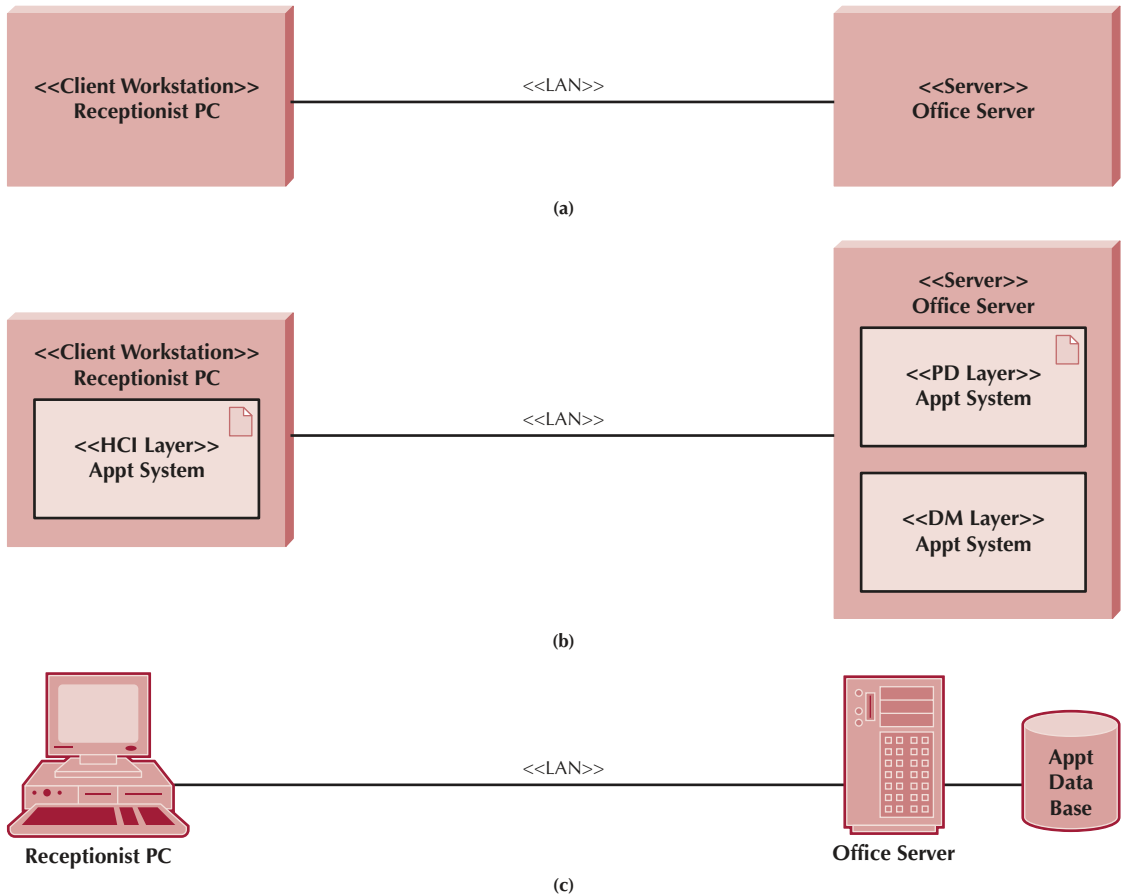 <<Client Workstation>>
Receptionist PC
<<LAN>>
<<Server>>
Office Server
(a)
<<Client Workstation>>
Receptionist PC
<<HCI Layer>>
Appt System
<<LAN>>
<<Server>>
Office Server
<<PD Layer>>
Appt System
<<DM Layer>>
Appt System
(b)
<<LAN>>
Receptionist PC
Office Server
Appt
Data
Base
(c)